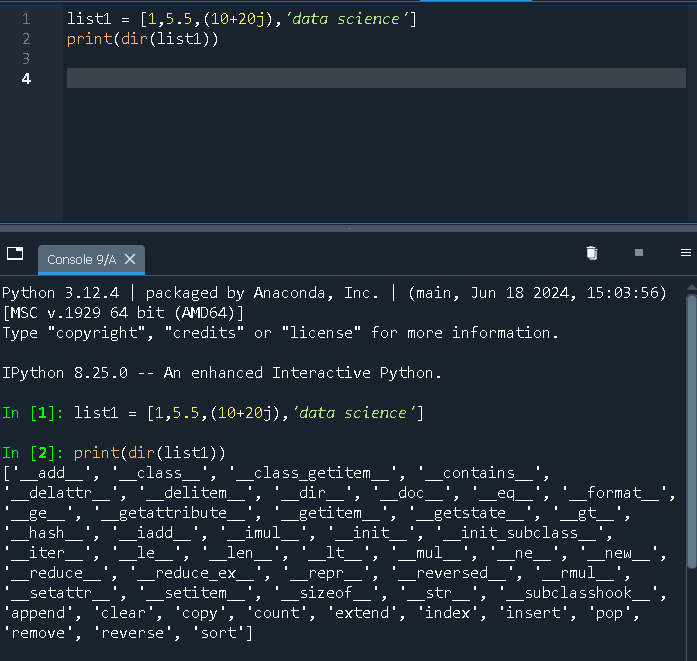 1 list1 = [1,5.5,(10+20j),'data science']
2 print(dir(list1))
3
4
Console 9/A
Python 3.12.4 | packaged by Anaconda, Inc. | (main, Jun 18 2024, 15:03:56)
[MSC v.1929 64 bit (AMD64)]
Type "copyright", "credits" or "license" for more information.
IPython 8.25.0 -- An enhanced Interactive Python.
In [1]: list1 = [1,5.5,(10+20j),'data science']
In [2]: print(dir(list1))
['__add__', '__class__', '__class_getitem__', '__contains__',
'__delattr__', '__delitem__', '__dir__', '__doc__', '__eq__', '__format__',
'__ge__', '__getattribute__', '__getitem__', '__getstate__', '__gt__',
'__hash__', '__iadd__', '__imul__', '__init__', '__init_subclass__',
'__iter__', '__le__', '__len__', '__lt__', '__mul__', '__ne__', '__new__',
'__reduce__', '__reduce_ex__', '__repr__', '__reversed__', '__rmul__',
'__setattr__', '__setitem__', '__sizeof__', '__str__', '__subclasshook__',
'append', 'clear', 'copy', 'count', 'extend', 'index', 'insert', 'pop',
'remove', 'reverse', 'sort']